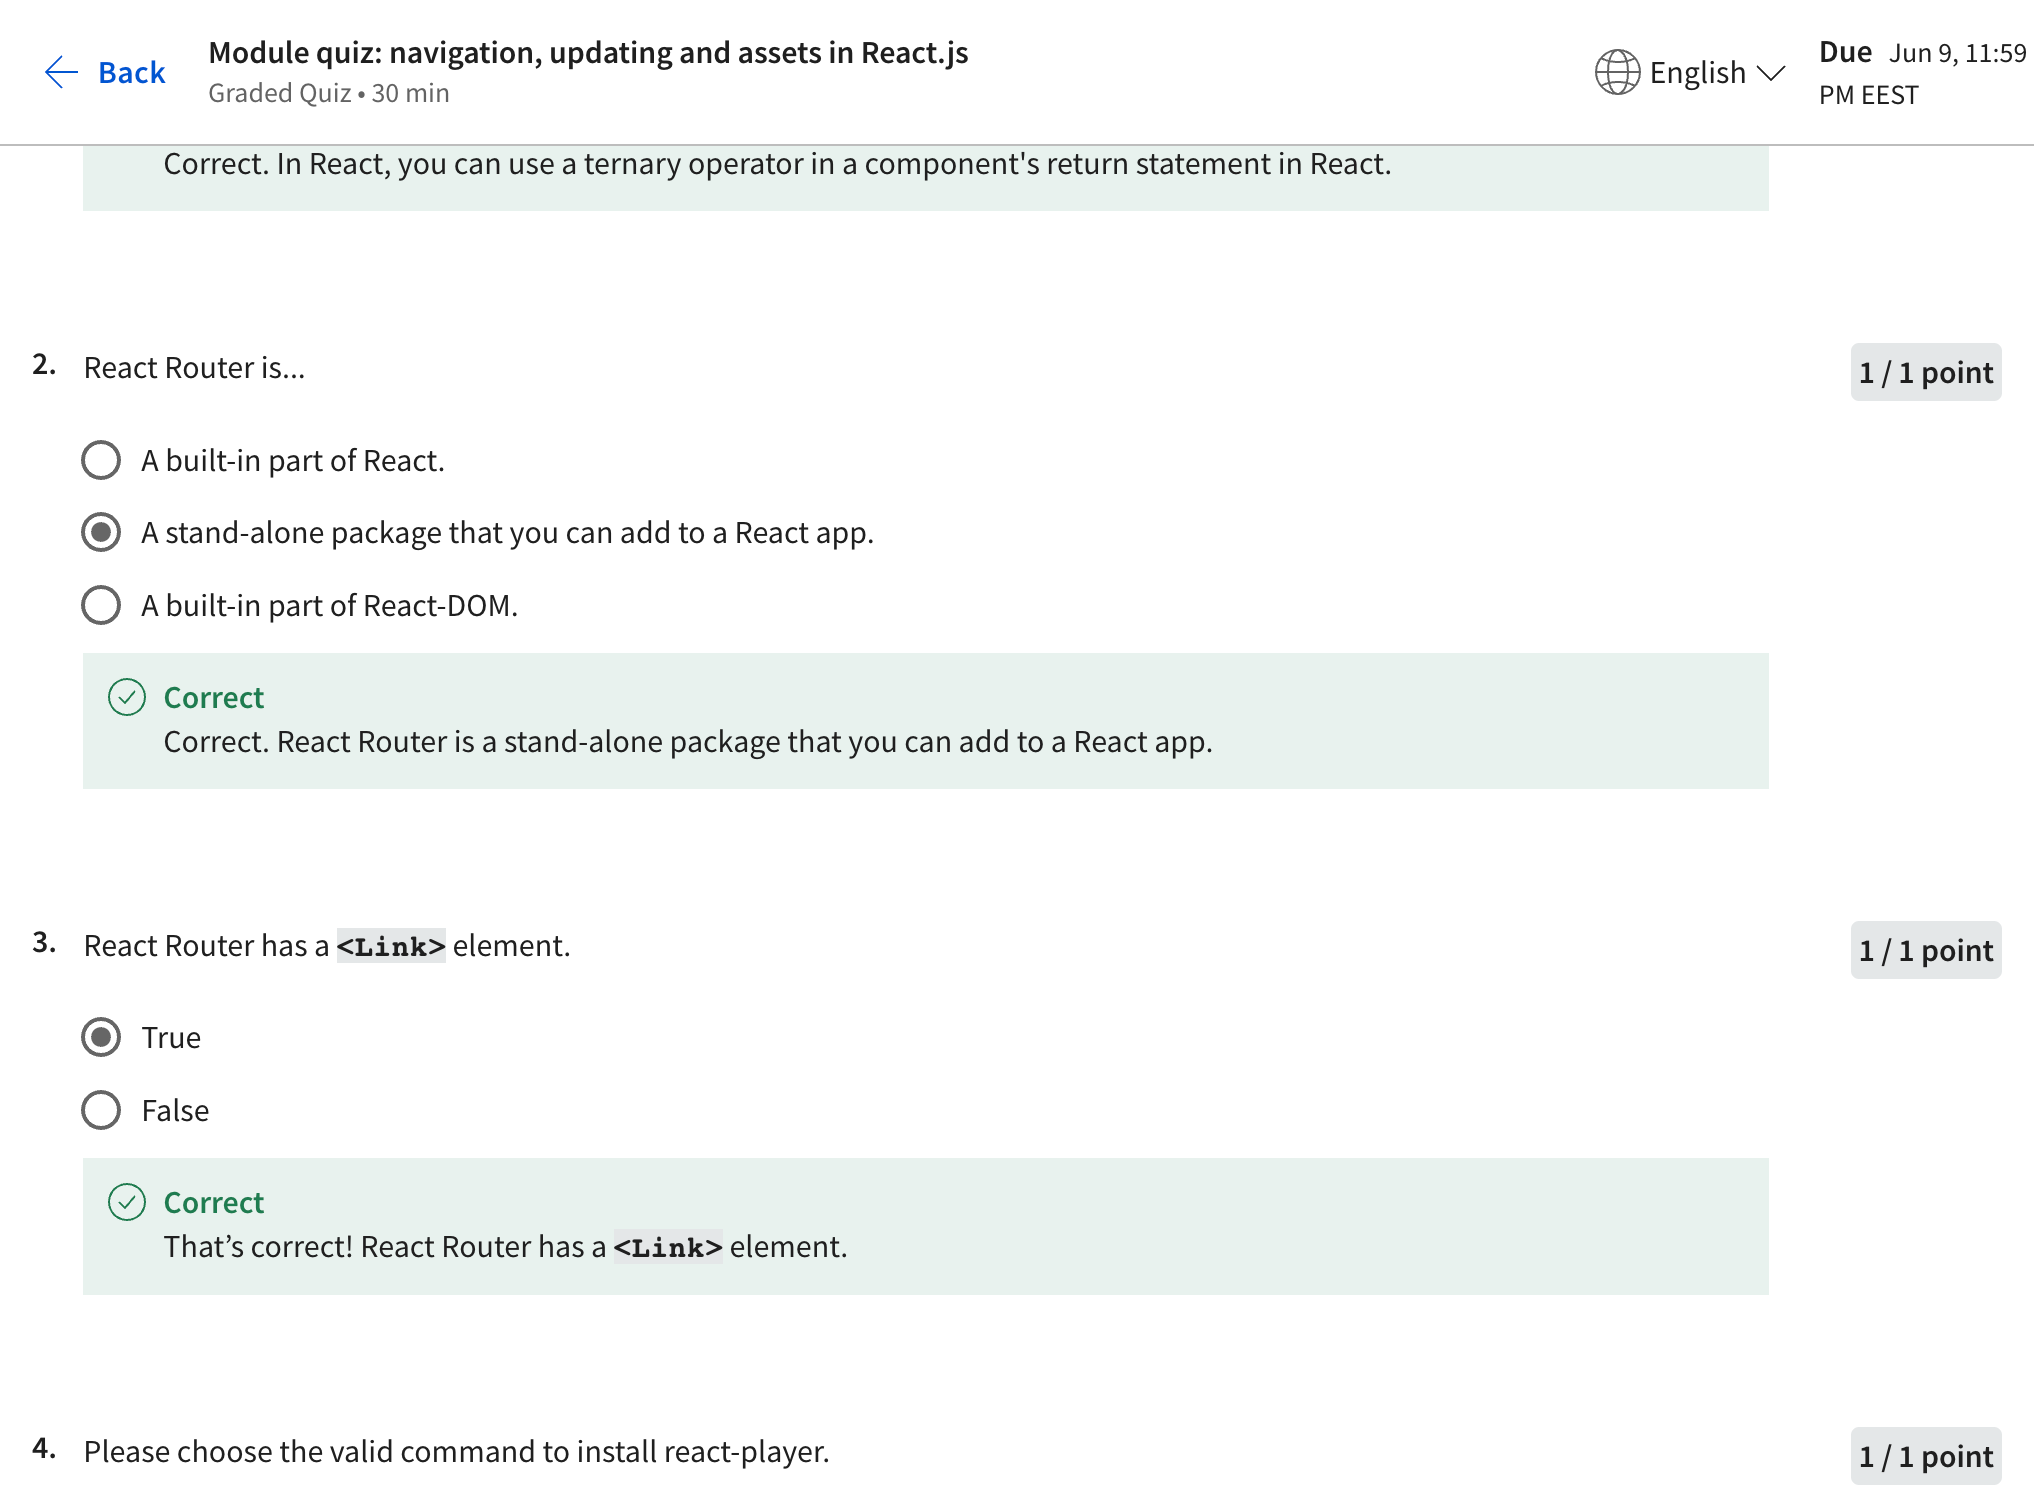 Back
Module quiz: navigation, updating and assets in React.js
Graded Quiz • 30 min
English
Due Jun 9, 11:59
PM EEST
Correct. In React, you can use a ternary operator in a component's return statement in React.
2. React Router is...
1 / 1 point
A built-in part of React.
A stand-alone package that you can add to a React app.
A built-in part of React-DOM.
Correct
Correct. React Router is a stand-alone package that you can add to a React app.
3. React Router has a <Link> element.
1 / 1 point
True
False
Correct
That’s correct! React Router has a <Link> element.
4. Please choose the valid command to install react-player.
1 / 1 point